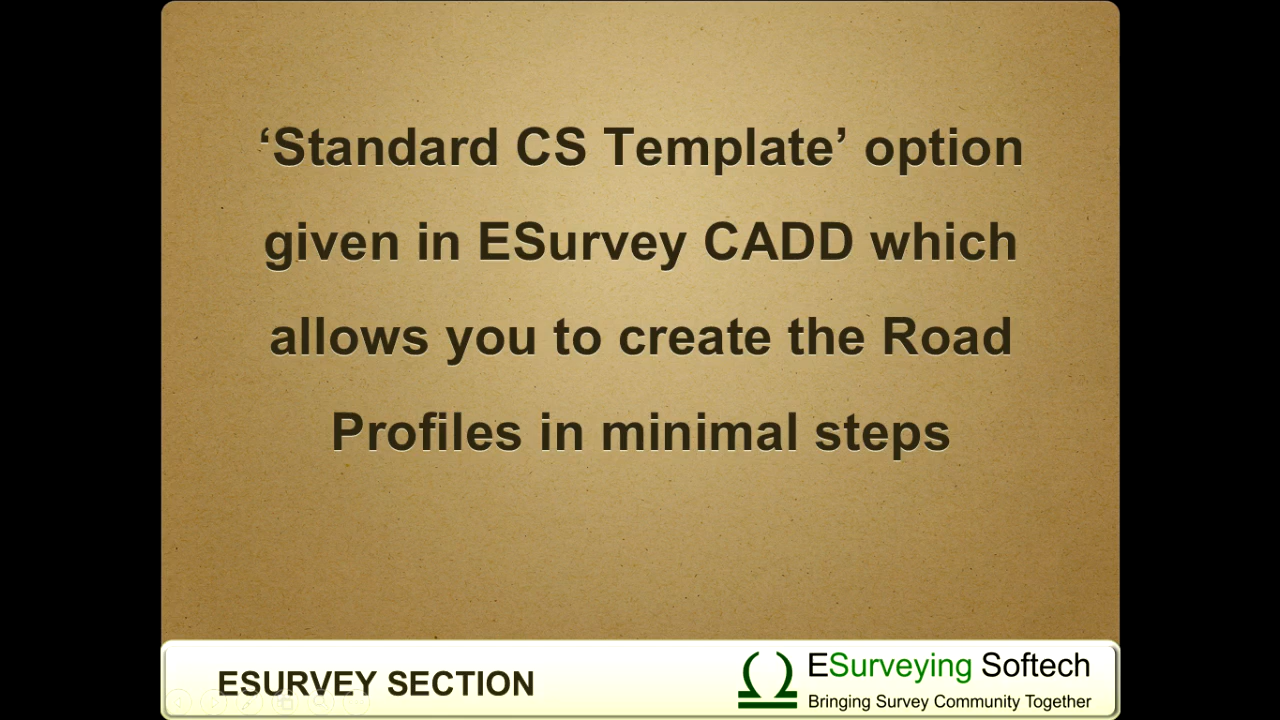 ‘Standard CS Template’ option
given in ESurvey CADD which
allows you to create the Road
Profiles in minimal steps
ESURVEY SECTION
ESurveying Softech
Bringing Survey Community Together